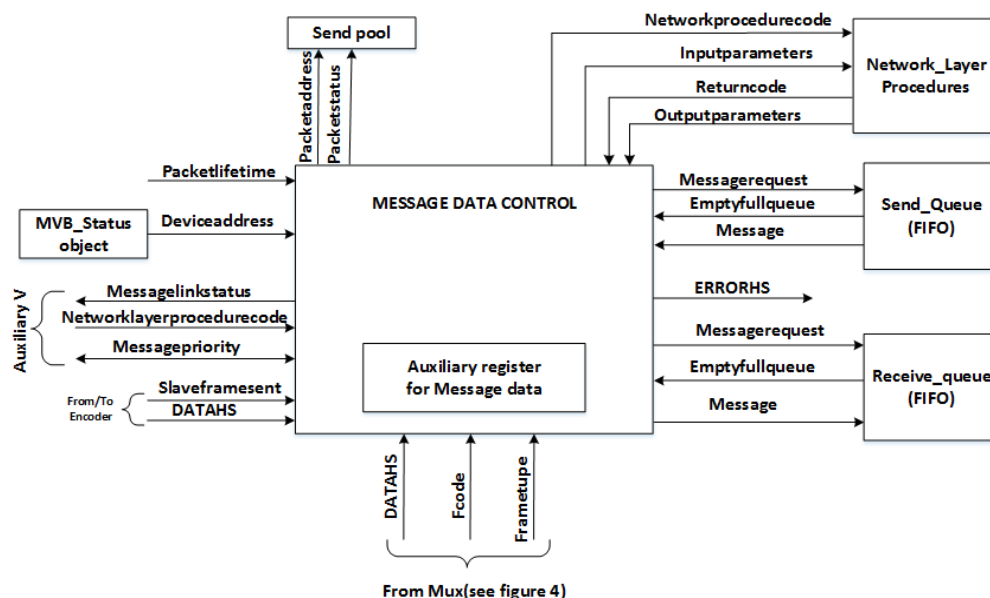 Send pool
Packetaddress
Packetstatus
Networkprocedurecode
Inputparameters
Returncode
Outputparameters
Network_Layer
Procedures
Packetlifetime
MVB_Status
object
Deviceaddress
MESSAGE DATA CONTROL
Messagerequest
Emptyfullqueue
Message
Send_Queue
(FIFO)
Auxiliary V
Messagelinkstatus
Networklayerprocedurecode
Messagepriority
ERRORHS
Auxiliary register
for Message data
Messagerequest
Emptyfullqueue
Message
Receive_queue
(FIFO)
From/To
Encoder
Slaveframesent
DATAHS
DATAHS
Fcode
Frametupe
From Mux(see figure 4)